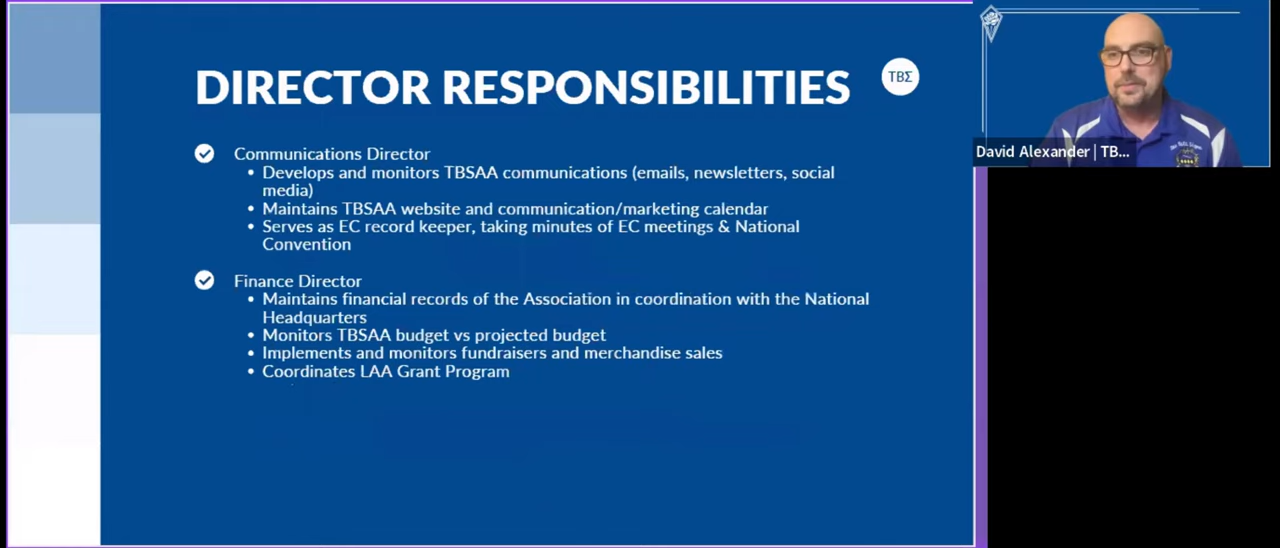 DIRECTOR RESPONSIBILITIES
ΤΒΣ
Communications Director
• Develops and monitors TBSAA communications (emails, newsletters, social
media)
• Maintains TBSAA website and communication/marketing calendar
• Serves as EC record keeper, taking minutes of EC meetings & National
Convention
Finance Director
• Maintains financial records of the Association in coordination with the National
Headquarters
• Monitors TBSAA budget vs projected budget
• Implements and monitors fundraisers and merchandise sales
• Coordinates LAA Grant Program
David Alexander | TB...